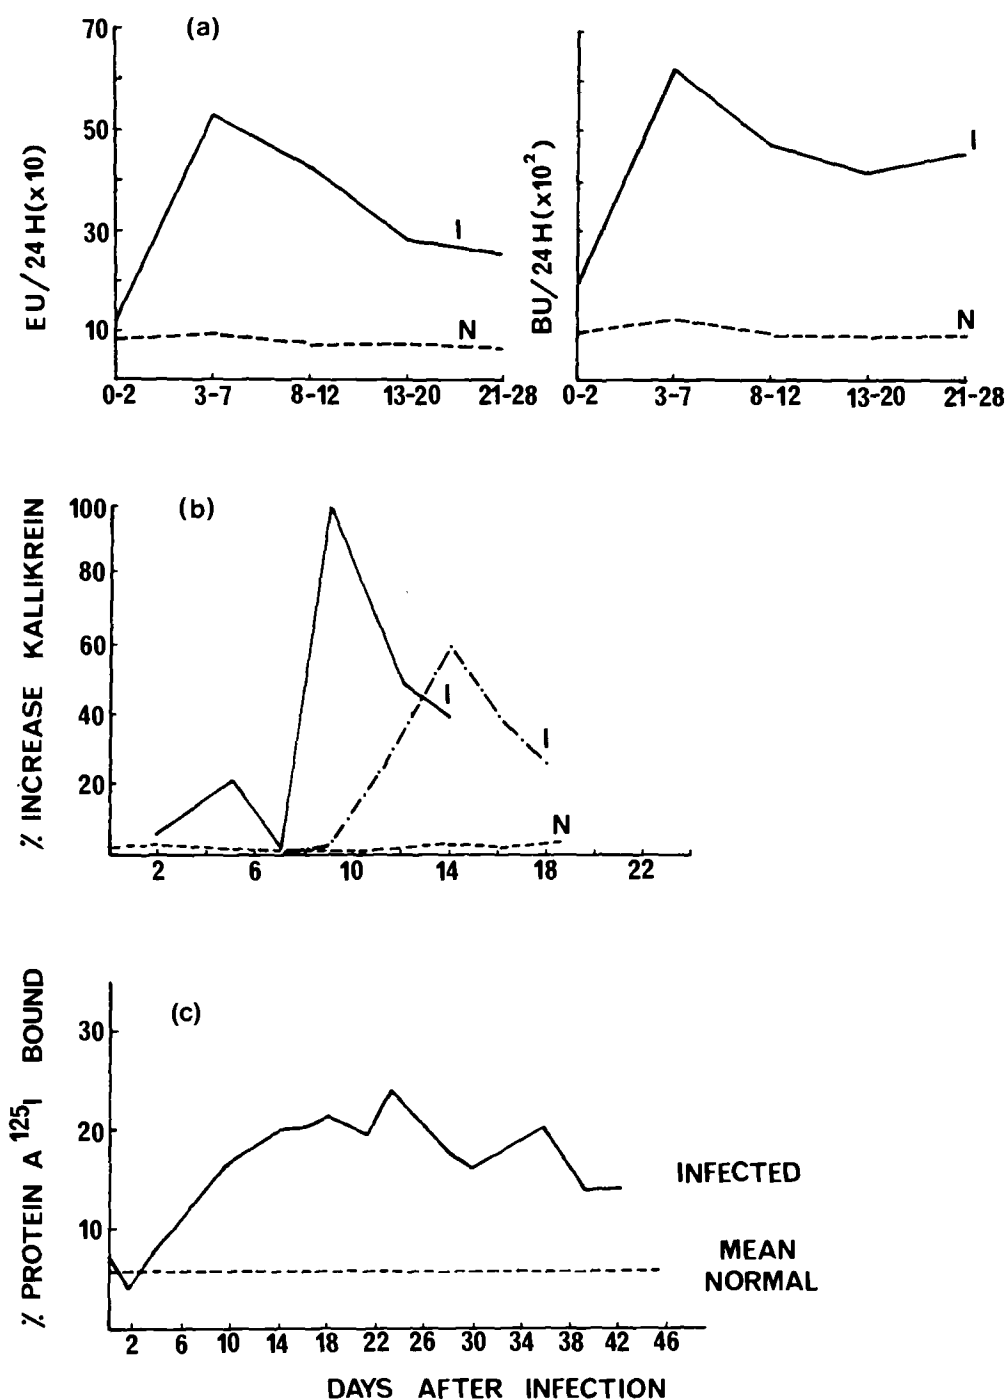 (a)
EU/24 H(x10)
70
50
30
10
I
N
0-2 3-7 8-12 13-20 21-28
BU/24 H(x10²)
I
N
0-2 3-7 8-12 13-20 21-28
(b)
% INCREASE KALLIKREIN
100
80
60
40
20
I
I
N
2 6 10 14 18 22
(c)
% PROTEIN A ¹²⁵I BOUND
30
20
10
INFECTED
MEAN
NORMAL
2 6 10 14 18 22 26 30 34 38 42 46
DAYS AFTER INFECTION